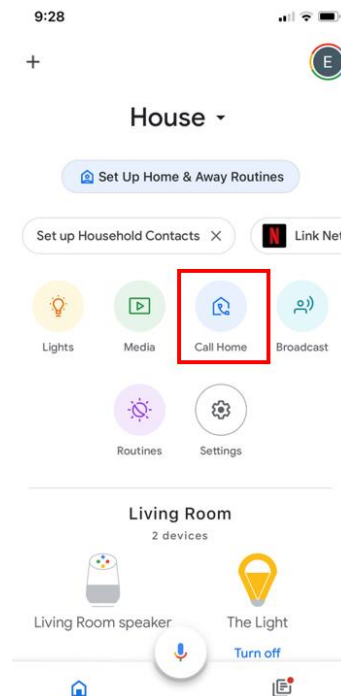 9:28
E
House
Set Up Home & Away Routines
Set up Household Contacts
N Link Net
Lights Media Call Home Broadcast
Routines Settings
Living Room
2 devices
Living Room speaker The Light
Turn off